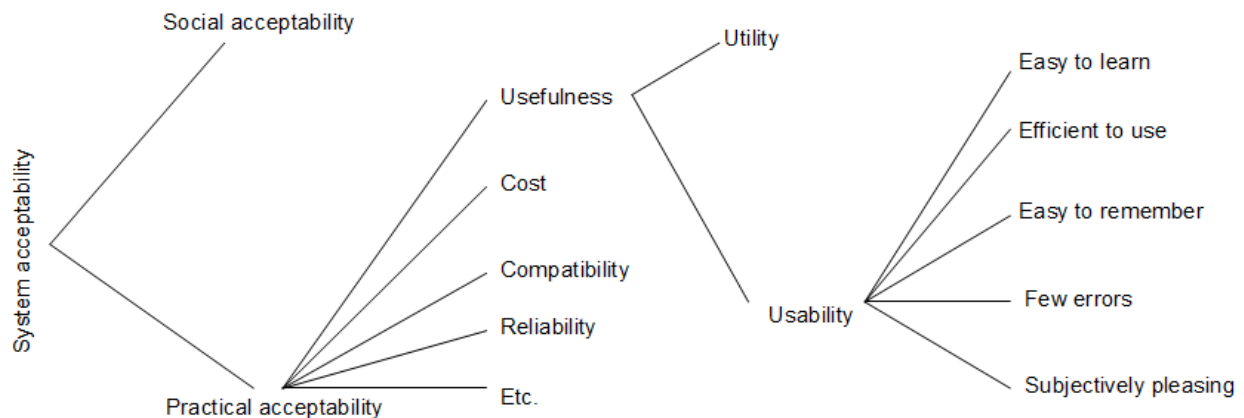 Social acceptability
Utility
Easy to learn
Usefulness
Efficient to use
Cost
Easy to remember
System acceptability
Compatibility
Few errors
Usability
Reliability
Subjectively pleasing
Etc.
Practical acceptability